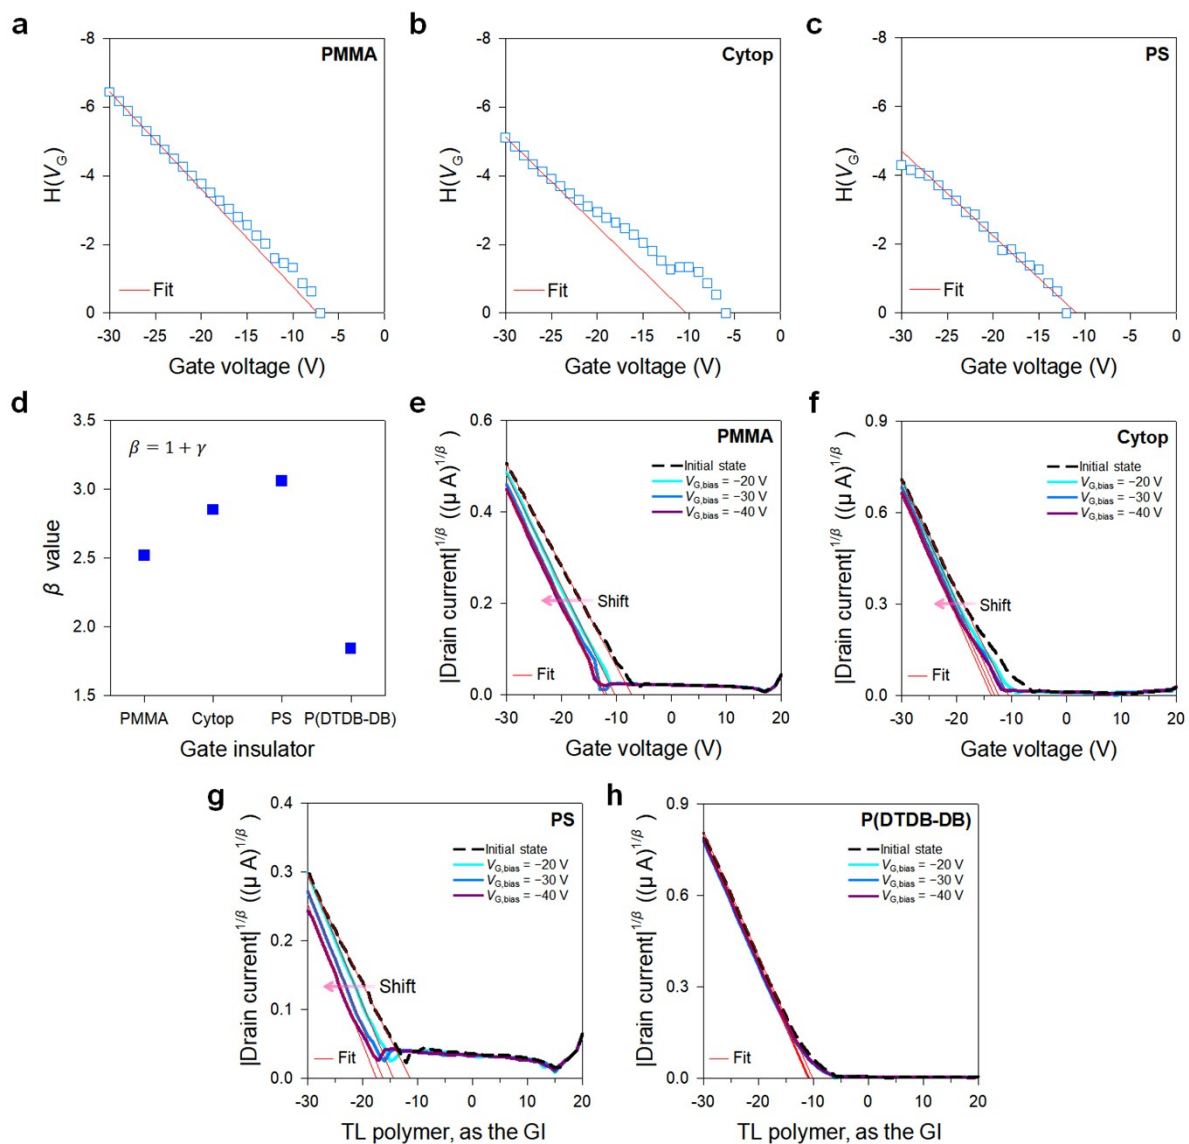 a
PMMA
-8
-6
-4
-2
0
H(V_G)
Fit
-30 -25 -20 -15 -10 -5 0
Gate voltage (V)
b
Cytop
-8
-6
-4
-2
0
H(V_G)
Fit
-30 -25 -20 -15 -10 -5 0
Gate voltage (V)
c
PS
-8
-6
-4
-2
0
H(V_G)
Fit
-30 -25 -20 -15 -10 -5 0
Gate voltage (V)
d
β = 1 + γ
3.5
3.0
2.5
2.0
1.5
β value
PMMA Cytop PS P(DTDB-DB)
Gate insulator
e
PMMA
Initial state
V_G,bias = −20 V
V_G,bias = −30 V
V_G,bias = −40 V
0.6
0.4
0.2
0.0
|Drain current|^1/β ((μ A)^1/β)
Shift
Fit
-30 -20 -10 0 10 20
Gate voltage (V)
f
Cytop
Initial state
V_G,bias = −20 V
V_G,bias = −30 V
V_G,bias = −40 V
0.9
0.6
0.3
0.0
|Drain current|^1/β ((μ A)^1/β)
Shift
Fit
-30 -20 -10 0 10 20
Gate voltage (V)
g
PS
Initial state
V_G,bias = −20 V
V_G,bias = −30 V
V_G,bias = −40 V
0.4
0.3
0.2
0.1
0.0
|Drain current|^1/β ((μ A)^1/β)
Shift
Fit
-30 -20 -10 0 10 20
TL polymer, as the GI
h
P(DTDB-DB)
Initial state
V_G,bias = −20 V
V_G,bias = −30 V
V_G,bias = −40 V
0.9
0.6
0.3
0.0
|Drain current|^1/β ((μ A)^1/β)
Fit
-30 -20 -10 0 10 20
TL polymer, as the GI